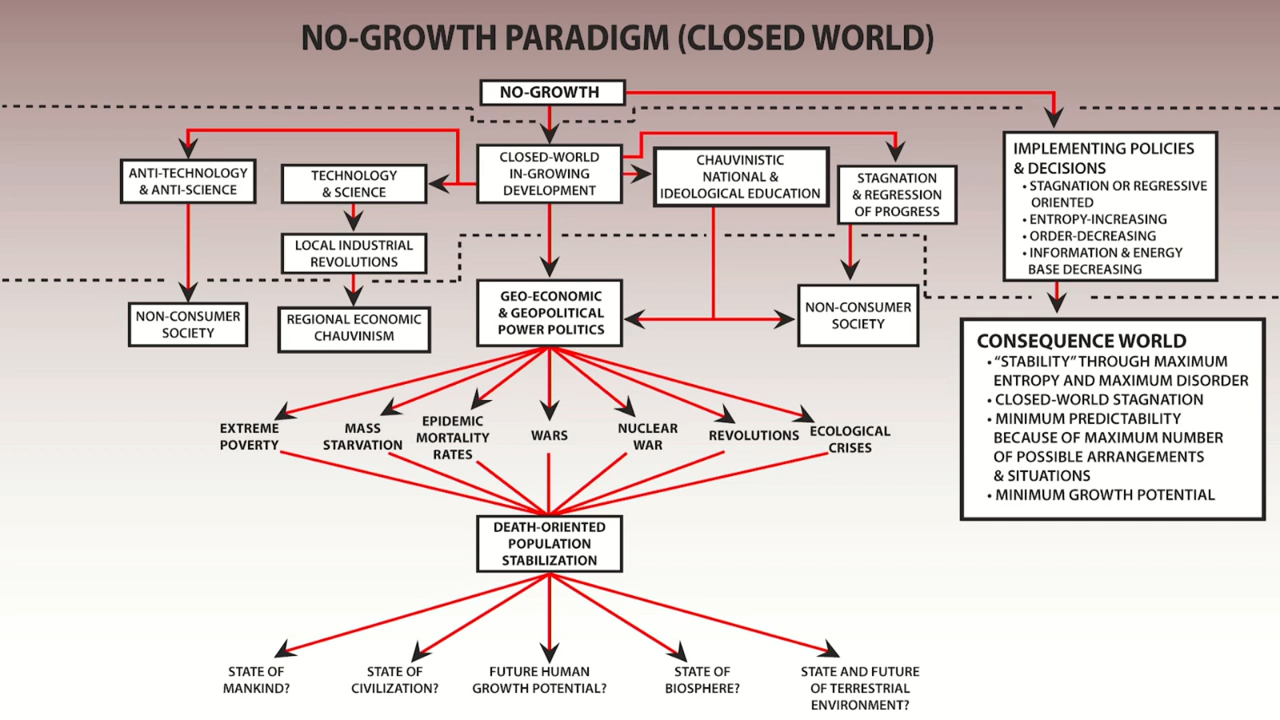 NO-GROWTH PARADIGM (CLOSED WORLD)
NO-GROWTH
ANTI-TECHNOLOGY
& ANTI-SCIENCE
TECHNOLOGY
& SCIENCE
CLOSED-WORLD
IN-GROWING
DEVELOPMENT
CHAUVINISTIC
NATIONAL &
IDEOLOGICAL EDUCATION
STAGNATION
& REGRESSION
OF PROGRESS
IMPLEMENTING POLICIES
& DECISIONS
• STAGNATION OR REGRESSIVE
ORIENTED
• ENTROPY-INCREASING
• ORDER-DECREASING
• INFORMATION & ENERGY
BASE DECREASING
LOCAL INDUSTRIAL
REVOLUTIONS
NON-CONSUMER
SOCIETY
REGIONAL ECONOMIC
CHAUVINISM
GEO-ECONOMIC
& GEOPOLITICAL
POWER POLITICS
NON-CONSUMER
SOCIETY
CONSEQUENCE WORLD
• “STABILITY” THROUGH MAXIMUM
ENTROPY AND MAXIMUM DISORDER
• CLOSED-WORLD STAGNATION
• MINIMUM PREDICTABILITY
BECAUSE OF MAXIMUM NUMBER
OF POSSIBLE ARRANGEMENTS
& SITUATIONS
• MINIMUM GROWTH POTENTIAL
EXTREME
POVERTY
MASS
STARVATION
EPIDEMIC
MORTALITY
RATES
WARS
NUCLEAR
WAR
REVOLUTIONS
ECOLOGICAL
CRISES
DEATH-ORIENTED
POPULATION
STABILIZATION
STATE OF
MANKIND?
STATE OF
CIVILIZATION?
FUTURE HUMAN
GROWTH POTENTIAL?
STATE OF
BIOSPHERE?
STATE AND FUTURE
OF TERRESTRIAL
ENVIRONMENT?